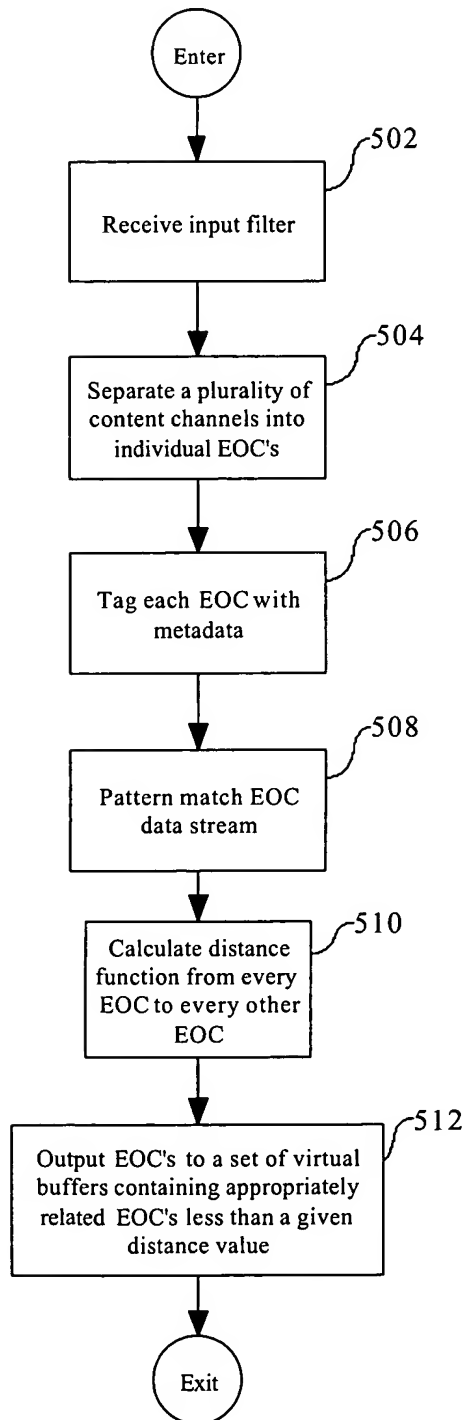 Enter
502
Receive input filter
504
Separate a plurality of
content channels into
individual EOC's
506
Tag each EOC with
metadata
508
Pattern match EOC
data stream
510
Calculate distance
function from every
EOC to every other
EOC
512
Output EOC's to a set of virtual
buffers containing appropriately
related EOC's less than a given
distance value
Exit